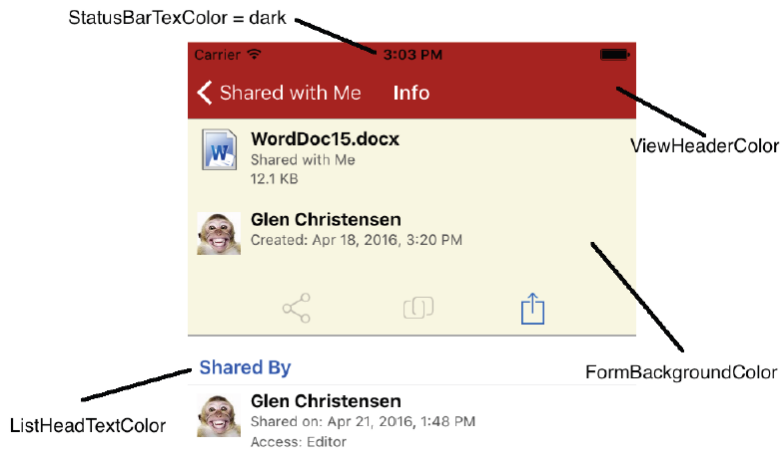 StatusBarTexColor = dark
Carrier 3:03 PM
Shared with Me Info
ViewHeaderColor
W
WordDoc15.docx
Shared with Me
12.1 KB
Glen Christensen
Created: Apr 18, 2016, 3:20 PM
FormBackgroundColor
Shared By
ListHeadTextColor
Glen Christensen
Shared on: Apr 21, 2016, 1:48 PM
Access: Editor